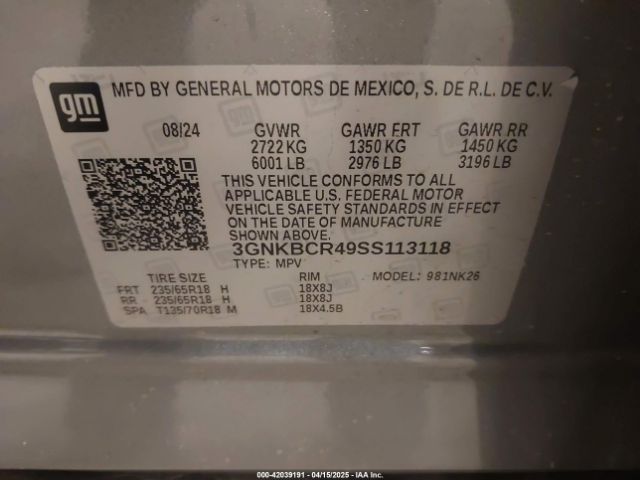 gm
MFD BY GENERAL MOTORS DE MEXICO, S. DE R.L. DE C.V.
08/24 GVWR GAWR FRT GAWR RR
2722 KG 1350 KG 1450 KG
6001 LB 2976 LB 3196 LB
THIS VEHICLE CONFORMS TO ALL
APPLICABLE U.S. FEDERAL MOTOR
VEHICLE SAFETY STANDARDS IN EFFECT
ON THE DATE OF MANUFACTURE
SHOWN ABOVE.
3GNKBCR49SS113118
TYPE: MPV
TIRE SIZE RIM MODEL: 981NK26
FRT 235/65R18 H 18X8J
RR - 235/65R18 H 18X8J
SPA T135/70R18 M 18X4.5B
000-42039191 - 04/15/2025 - IAA Inc.